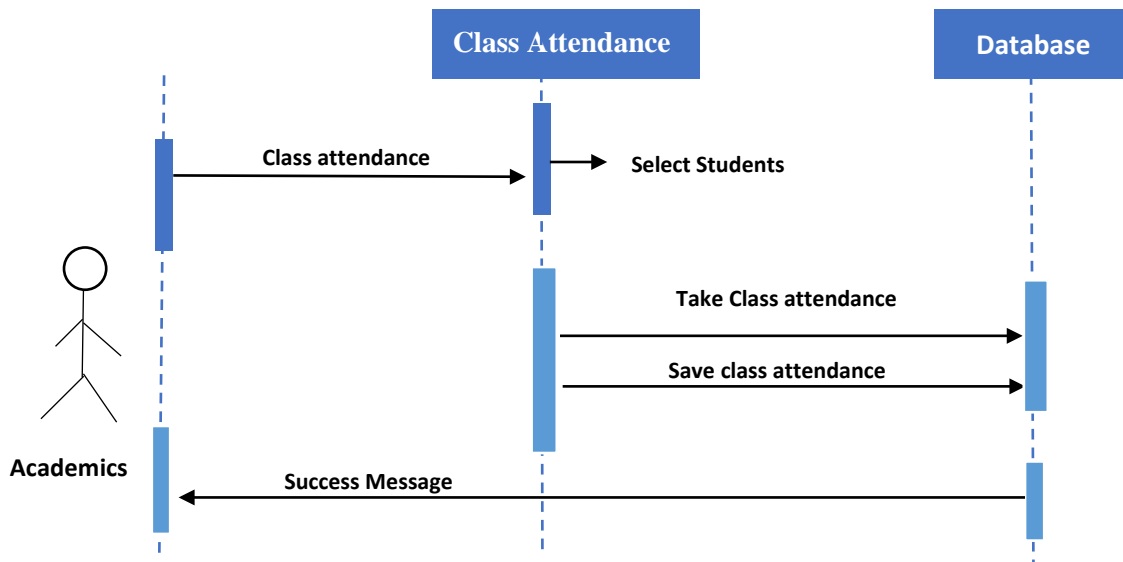 Class Attendance
Database
Class attendance
Select Students
Take Class attendance
Save class attendance
Academics
Success Message